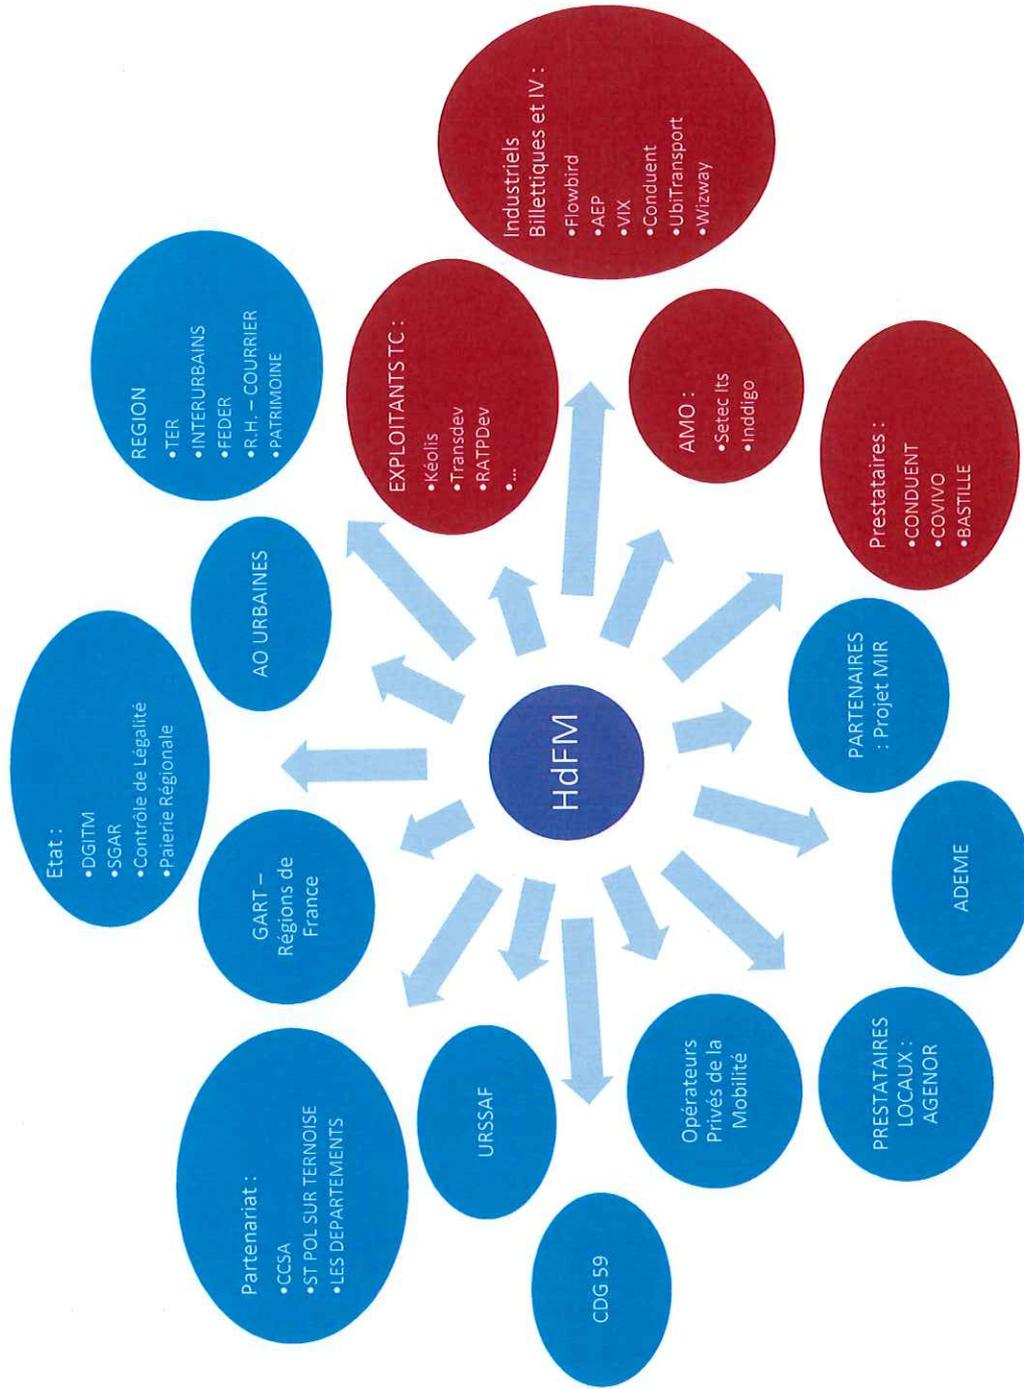 Etat :
•DGITM
•SGAR
•Contrôle de Légalité
•Paierie Régionale
GART –
Régions de
France
AO URBAINES
REGION
•TER
•INTERURBAINS
•FEDER
•R.H. – COURRIER
•PATRIMOINE
Partenariat :
•CCSA
•ST POL SUR TERNOISE
•LES DEPARTEMENTS
EXPLOITANTS TC :
•Kéolis
•Transdev
•RATPDev
•...
URSSAF
HdFM
Industriels
Billettiques et IV :
•Flowbird
•AEP
•VIX
•Conduent
•UbiTransport
•Wizway
CDG 59
AMO :
•Setec Its
•Inddigo
Opérateurs
Privés de la
Mobilité
PARTENAIRES
: Projet MIR
Prestataires :
•CONDUENT
•COVIVO
•BASTILLE
PRESTATAIRES
LOCAUX :
AGENOR
ADEME